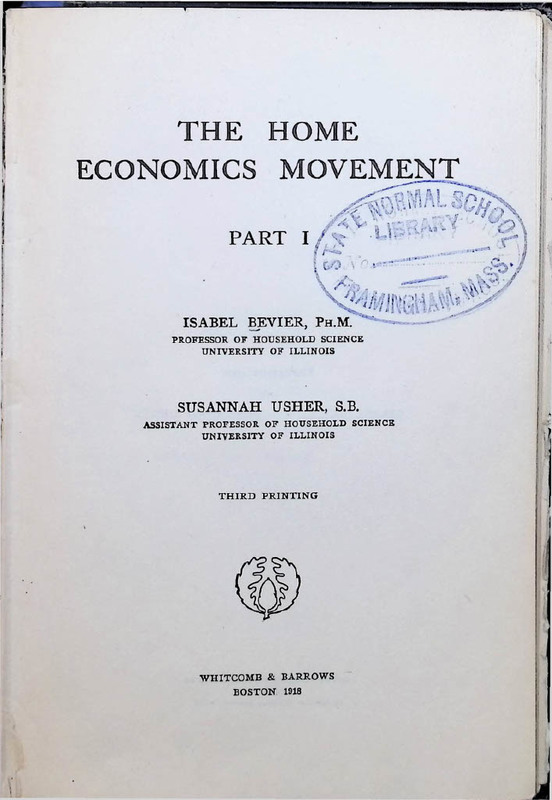 THE HOME
ECONOMICS MOVEMENT
PART I
STATE NORMAL SCHOOL
LIBRARY
No.
FRAMINGHAM, MASS.
ISABEL BEVIER, PH.M.
PROFESSOR OF HOUSEHOLD SCIENCE
UNIVERSITY OF ILLINOIS
SUSANNAH USHER, S.B.
ASSISTANT PROFESSOR OF HOUSEHOLD SCIENCE
UNIVERSITY OF ILLINOIS
THIRD PRINTING
WHITCOMB & BARROWS
BOSTON 1918